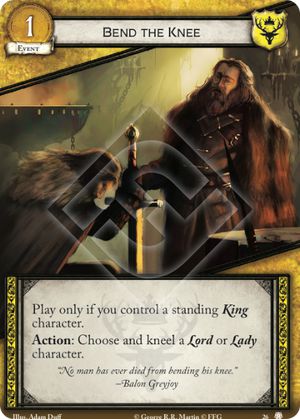 1
EVENT
BEND THE KNEE
Play only if you control a standing King
character.
Action: Choose and kneel a Lord or Lady
character.
"No man has ever died from bending his knee."
–Balon Greyjoy
Illus. Adam Duff
© George R.R. Martin © FFG
26